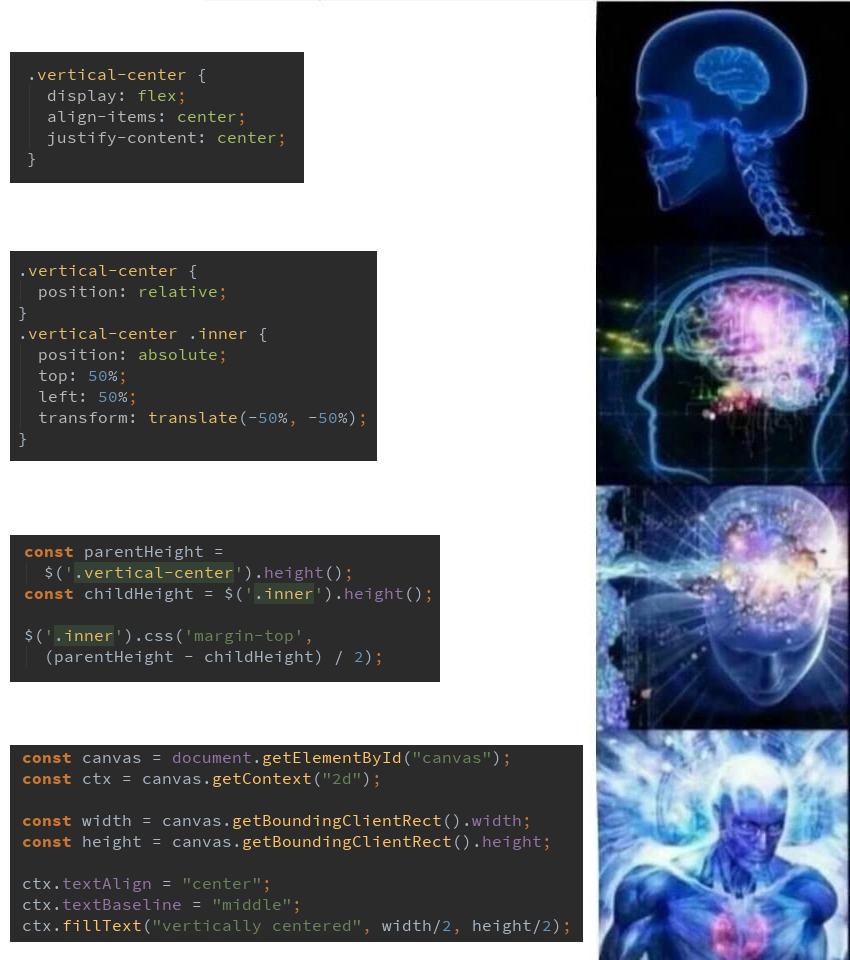 .vertical-center {
display: flex;
align-items: center;
justify-content: center;
}
.vertical-center {
position: relative;
}
.vertical-center .inner {
position: absolute;
top: 50%;
left: 50%;
transform: translate(-50%, -50%);
}
const parentHeight =
$('.vertical-center').height();
const childHeight = $('.inner').height();
$('.inner').css('margin-top',
(parentHeight - childHeight) / 2);
const canvas = document.getElementById("canvas");
const ctx = canvas.getContext("2d");
const width = canvas.getBoundingClientRect().width;
const height = canvas.getBoundingClientRect().height;
ctx.textAlign = "center";
ctx.textBaseline = "middle";
ctx.fillText("vertically centered", width/2, height/2);